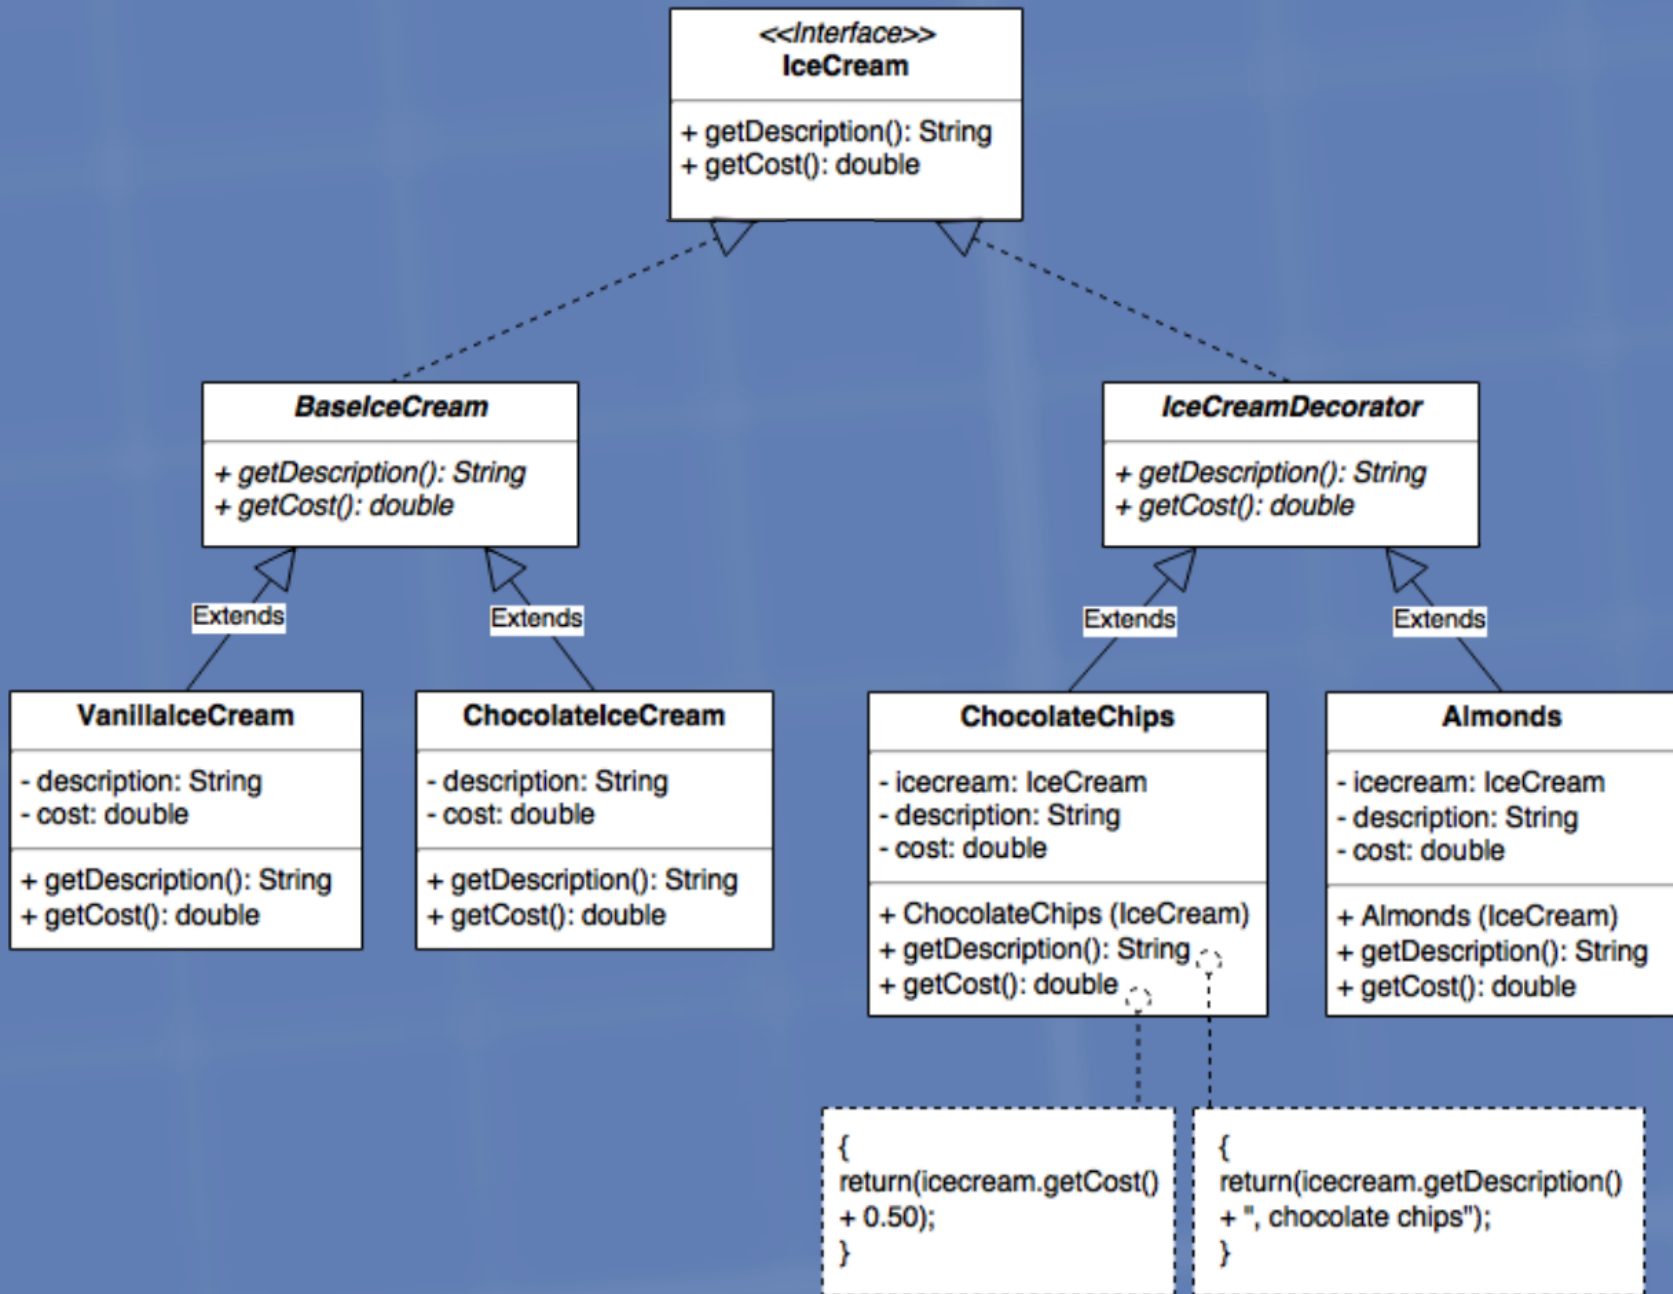 <<Interface>>
IceCream
+ getDescription(): String
+ getCost(): double
BaseIceCream
+ getDescription(): String
+ getCost(): double
IceCreamDecorator
+ getDescription(): String
+ getCost(): double
Extends
Extends
Extends
Extends
VanillaIceCream
- description: String
- cost: double
+ getDescription(): String
+ getCost(): double
ChocolateIceCream
- description: String
- cost: double
+ getDescription(): String
+ getCost(): double
ChocolateChips
- icecream: IceCream
- description: String
- cost: double
+ ChocolateChips (IceCream)
+ getDescription(): String
+ getCost(): double
Almonds
- icecream: IceCream
- description: String
- cost: double
+ Almonds (IceCream)
+ getDescription(): String
+ getCost(): double
{
return(icecream.getCost()
+ 0.50);
}
{
return(icecream.getDescription()
+ ", chocolate chips");
}